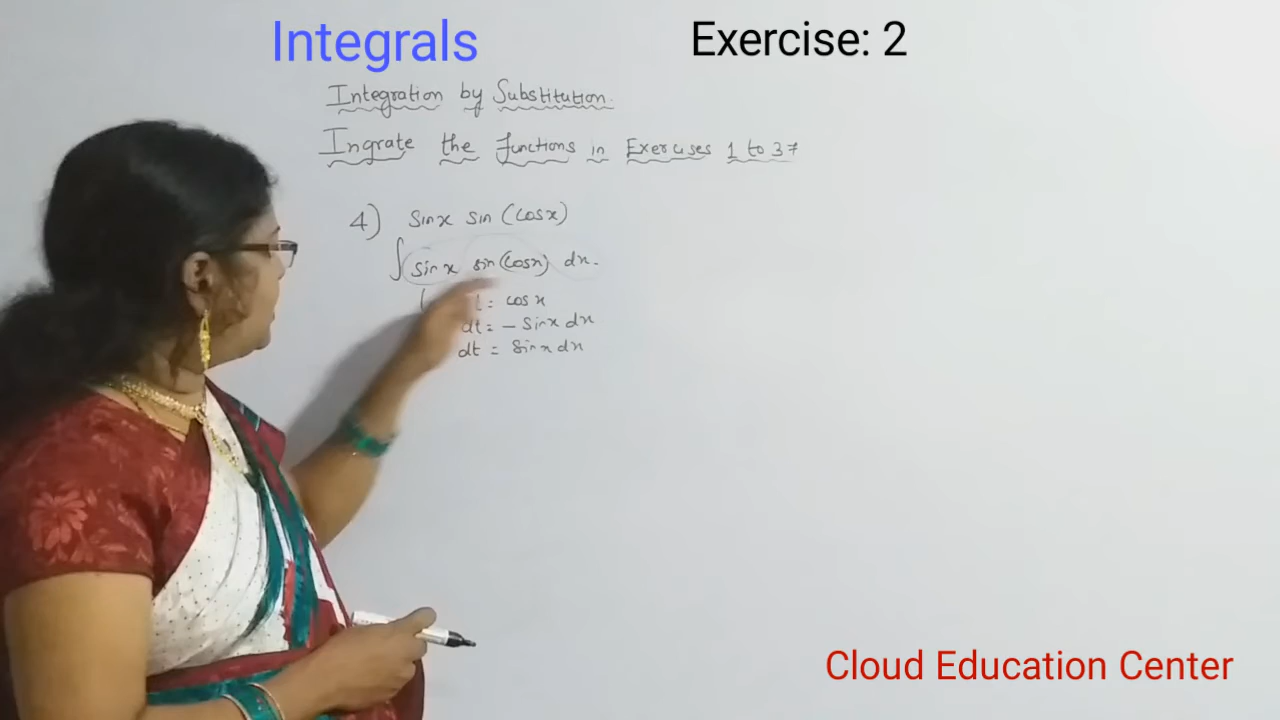 Integrals
Exercise: 2
Integration by Substitution.
Ingrate the functions in Exercises 1 to 37
4) Sinx sin (Cosx)
∫ sin x sin(cosx) dx.
t = cos x
dt = - sinx dx
dt = Sinx dx
Cloud Education Center